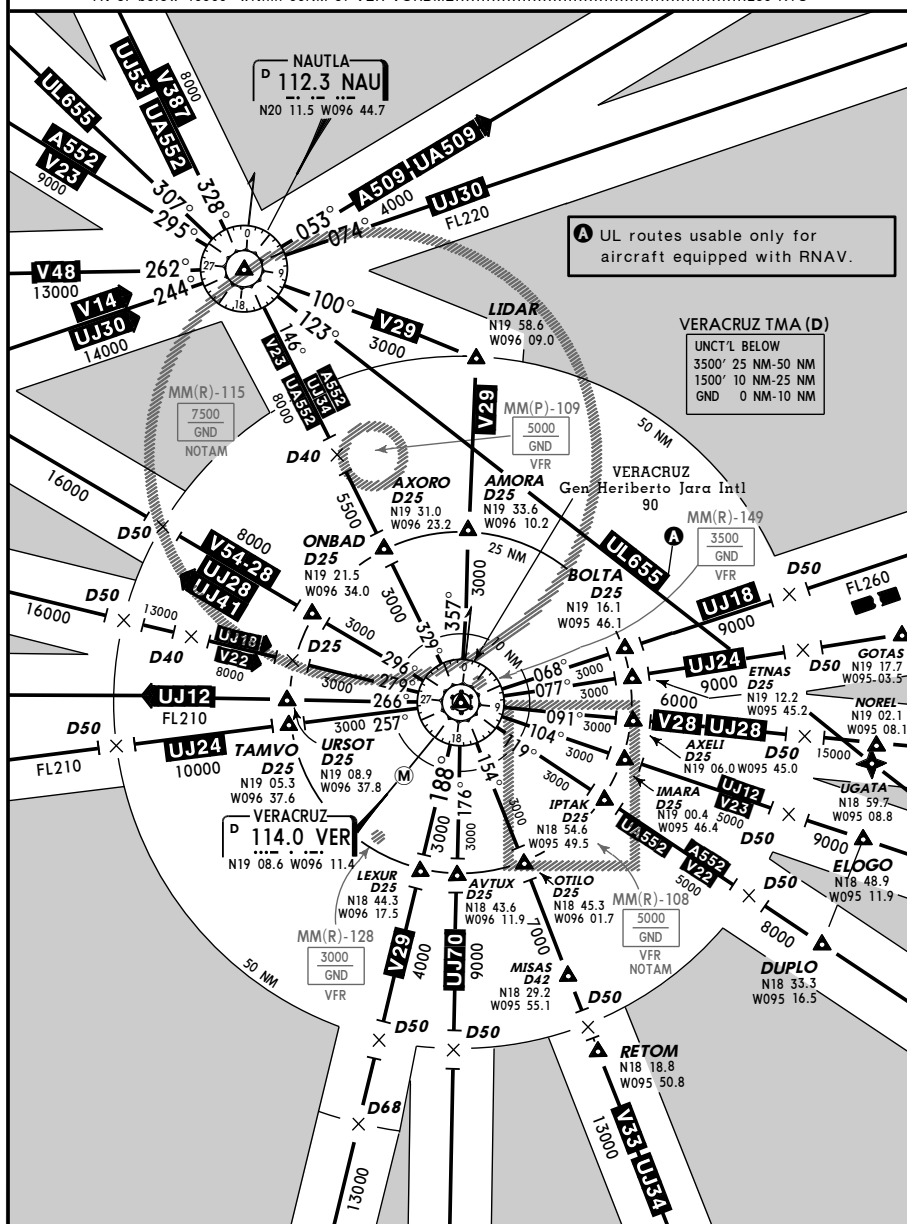 UJ53 UA552
V387
8000
UL655
A552
V23
9000
NAUTLA
D 112.3 NAU
N20 11.5 W096 44.7
A509 UA509
4000
UJ30
FL220
328°
307°
295°
053°
074°
V48
13000
262°
V14
UJ30
14000
244°
0
9
18
27
100°
V29
3000
123°
146°
V23
UA552
UJ34
A552
8000
LIDAR
N19 58.6
W096 09.0
A UL routes usable only for
aircraft equipped with RNAV.
VERACRUZ TMA (D)
UNCT'L BELOW
3500' 25 NM-50 NM
1500' 10 NM-25 NM
GND 0 NM-10 NM
MM(R)-115
7500
GND
NOTAM
V29
MM(P)-109
5000
GND
VFR
50 NM
D40
16000
D50
5500
AXORO
D25
N19 31.0
W096 23.2
AMORA
D25
N19 33.6
W096 10.2
VERACRUZ
Gen Heriberto Jara Intl
90
A
MM(R)-149
3500
GND
VFR
8000
V54-28
UJ28
UJ41
ONBAD
D25
N19 21.5
W096 34.0
25 NM
3000
UL655
BOLTA
D25
N19 16.1
W095 46.1
UJ18
9000
D50
FL260
D50
16000
13000
D40
UJ18
V22
8000
D25
3000
3000
3000
296°
279°
329°
357°
068°
077°
3000
3000
UJ24
9000
6000
ETNAS
D25
N19 12.2
W095 45.2
D50
GOTAS
N19 17.7
W095-03.5
UJ12
FL210
266°
257°
3000
0
9
18
27
091°
104°
119°
3000
3000
3000
V28 UJ28
D50
15000
NOREL
N19 02.1
W095 08.1
AXELI
D25
N19 06.0 W095 45.0
D50
FL210
UJ24
10000
TAMVO
D25
N19 05.3
W096 37.6
URSOT
D25
N19 08.9
W096 37.8
M
188°
176°
154°
3000
3000
3000
IPTAK
D25
N18 54.6
W095 49.5
IMARA
D25
N19 00.4
W095 46.4
UJ12
V23
5000
D50
9000
UGATA
N18 59.7
W095 08.8
VERACRUZ
D 114.0 VER
N19 08.6 W096 11.4
UA552
A552
V22
5000
D50
8000
ELOGO
N18 48.9
W095 11.9
LEXUR
D25
N18 44.3
W096 17.5
AVTUX
D25
N18 43.6
W096 11.9
OTILO
D25
N18 45.3
W096 01.7
MM(R)-108
5000
GND
VFR
NOTAM
MM(R)-128
3000
GND
VFR
DUPLO
N18 33.3
W095 16.5
V29
4000
UJ70
9000
7000
MISAS
D42
N18 29.2
W095 55.1
50 NM
D50
D50
D50
RETOM
N18 18.8
W095 50.8
D68
13000
13000
V33
UJ34